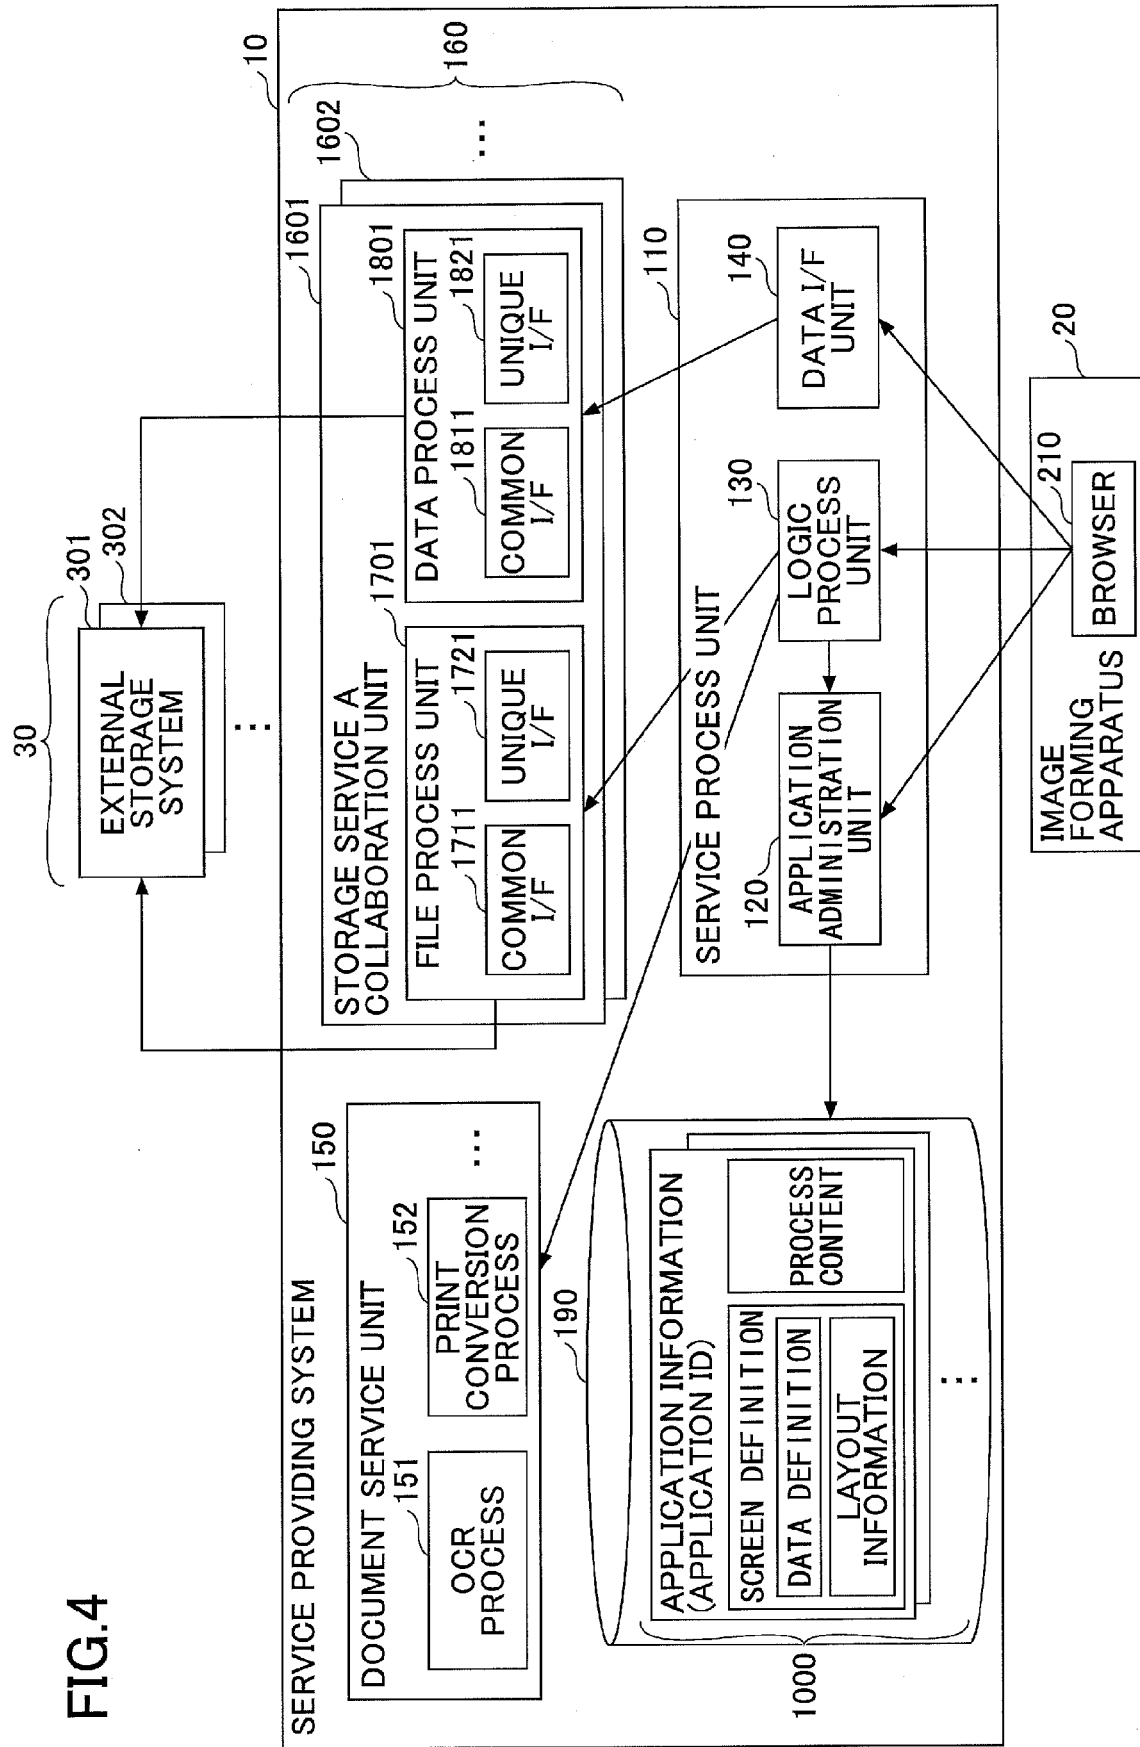 FIG.4
SERVICE PROVIDING SYSTEM
10
DOCUMENT SERVICE UNIT
150
151
OCR
PROCESS
152
PRINT
CONVERSION
PROCESS
...
30
301
302
EXTERNAL
STORAGE
SYSTEM
...
160
1601
1602
...
STORAGE SERVICE A
COLLABORATION UNIT
FILE PROCESS UNIT
1701
1711
COMMON
I/F
1721
UNIQUE
I/F
DATA PROCESS UNIT
1801
1811
COMMON
I/F
1821
UNIQUE
I/F
190
1000
APPLICATION INFORMATION
(APPLICATION ID)
SCREEN DEFINITION
DATA DEFINITION
LAYOUT
INFORMATION
PROCESS
CONTENT
...
SERVICE PROCESS UNIT
110
120
APPLICATION
ADMINISTRATION
UNIT
130
LOGIC
PROCESS
UNIT
140
DATA I/F
UNIT
IMAGE
FORMING
APPARATUS
20
210
BROWSER